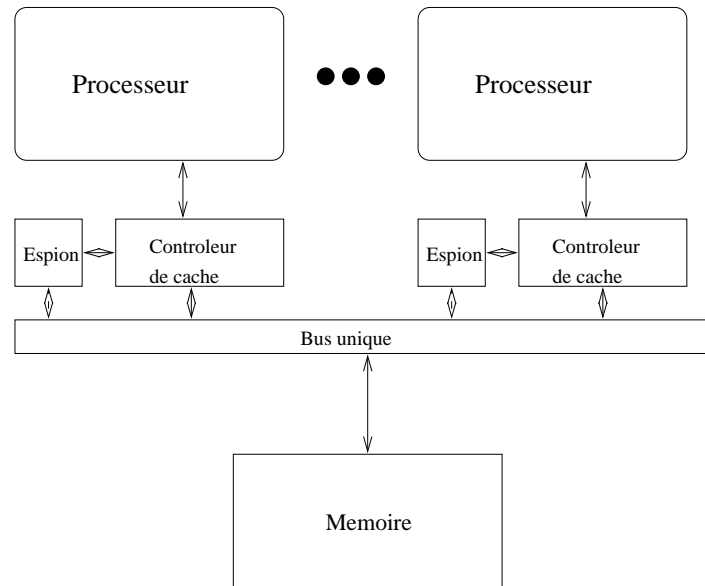 Processeur
Processeur
Espion
Controleur
de cache
Espion
Controleur
de cache
Bus unique
Memoire